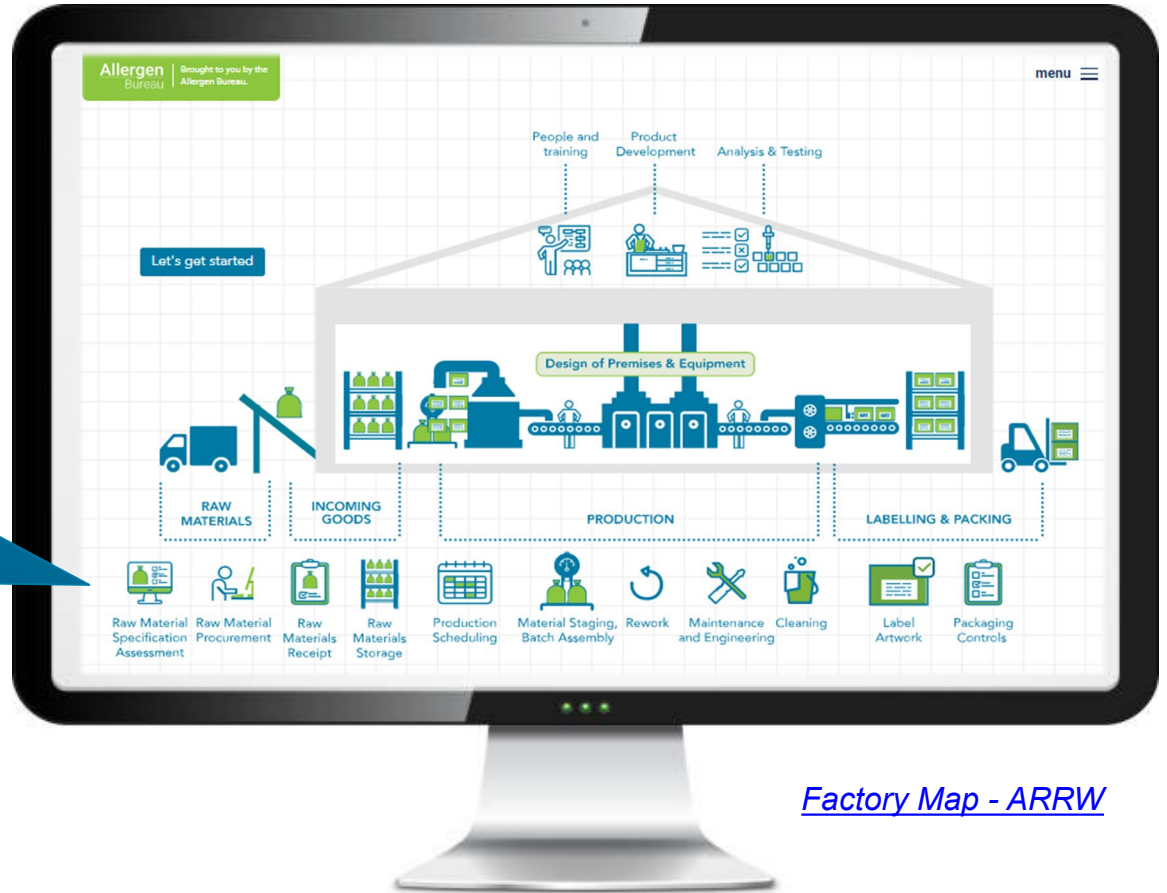 Allergen
Bureau
Brought to you by the
Allergen Bureau.
menu
People and
training
Product
Development
Analysis & Testing
Let's get started
Design of Premises & Equipment
RAW
MATERIALS
INCOMING
GOODS
PRODUCTION
LABELLING & PACKING
Raw Material
Specification
Assessment
Raw Material
Procurement
Raw
Materials
Receipt
Raw
Materials
Storage
Production
Scheduling
Material Staging,
Batch Assembly
Rework
Maintenance
and Engineering
Cleaning
Label
Artwork
Packaging
Controls
Factory Map - ARRW